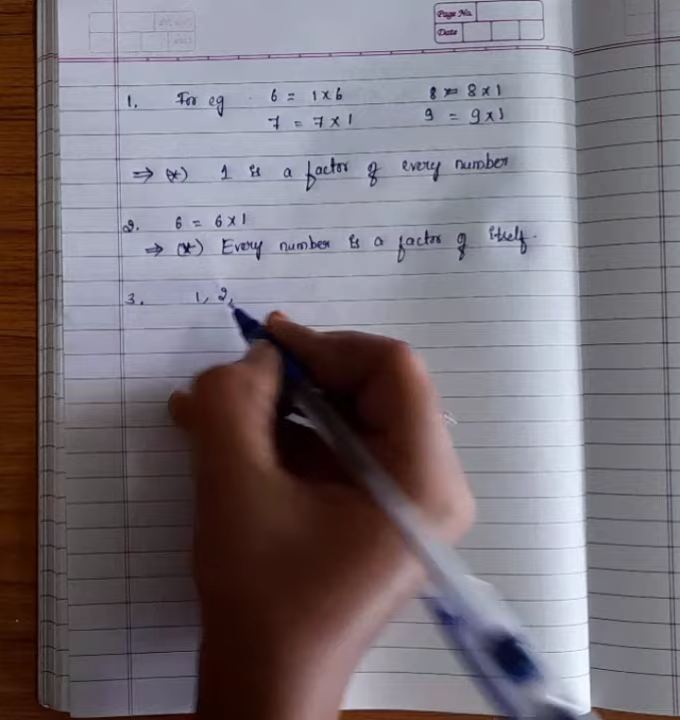 Page No.
Date
1. For eg 6 = 1 x 6 8 = 8 x 1
7 = 7 x 1 9 = 9 x 1
⇒ (*) 1 is a factor of every number
2. 6 = 6 x 1
⇒ (*) Every number is a factor of itself.
3. 1, 2,